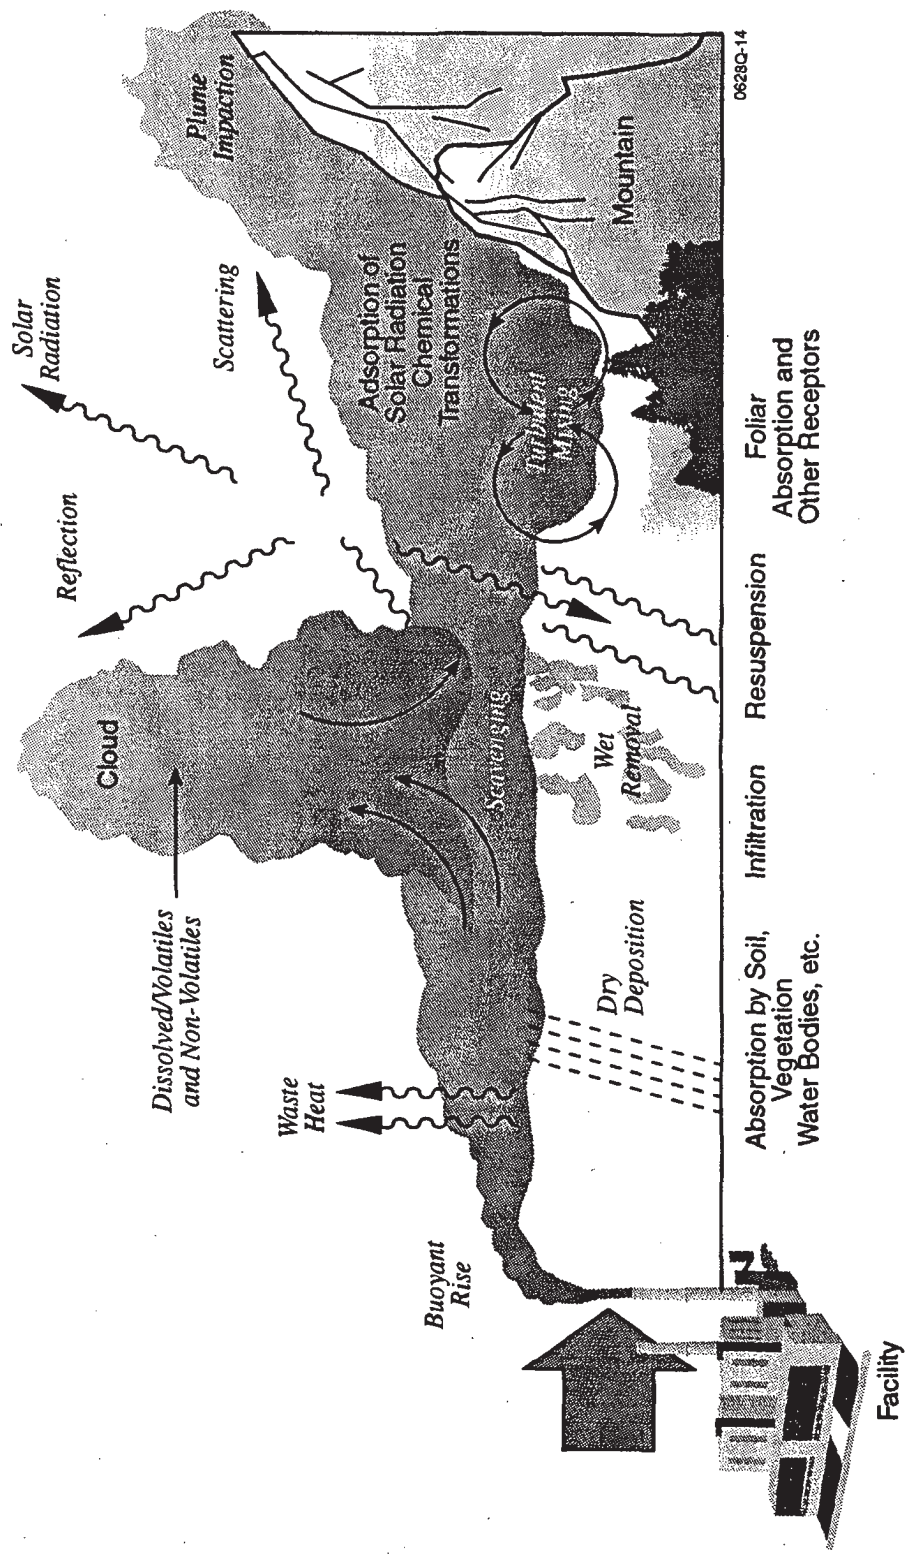 Solar
Radiation
Reflection
Scattering
Plume
Impaction
Cloud
Dissolved/Volatiles
and Non-Volatiles
Waste
Heat
Buoyant
Rise
Adsorption of
Solar Radiation
Chemical
Transformations
Scavenging
Turbulent
Mixing
Wet
Removal
Dry
Deposition
Mountain
Facility
Absorption by Soil,
Vegetation
Water Bodies, etc.
Infiltration
Resuspension
Foliar
Absorption and
Other Receptors
0628Q-14